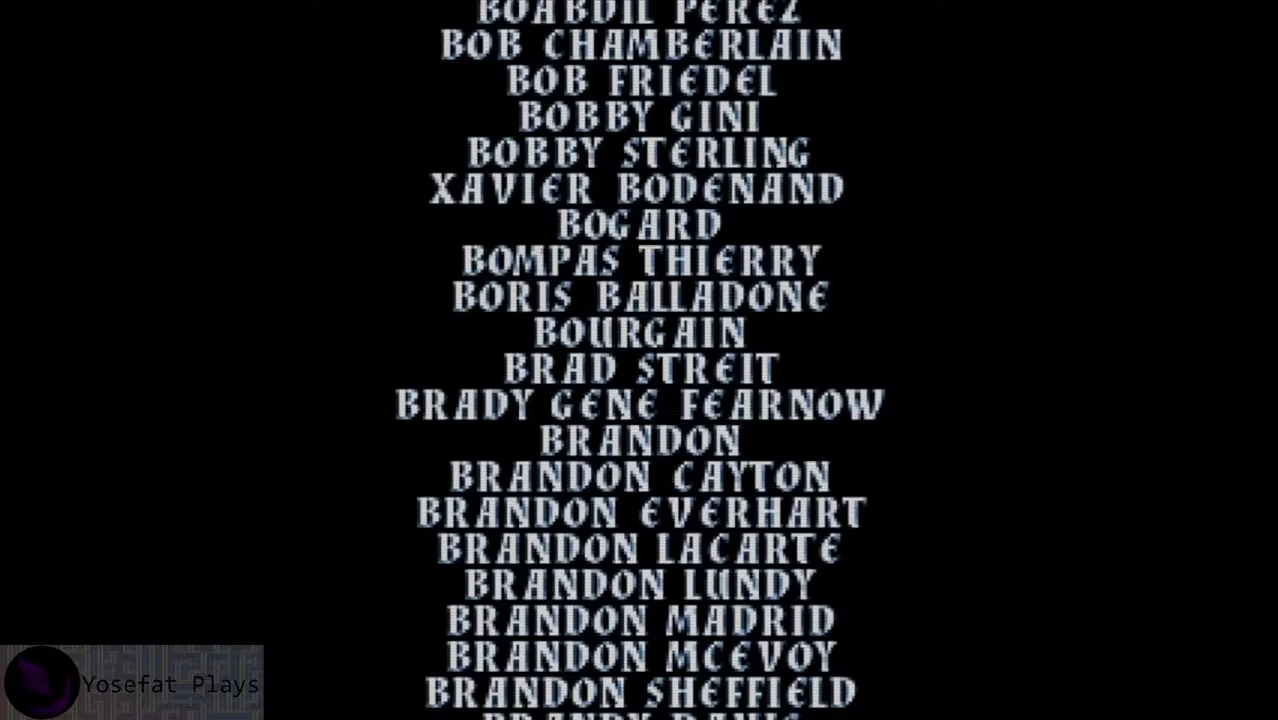 BOABDIL PEREZ
BOB CHAMBERLAIN
BOB FRIEDEL
BOBBY GINI
BOBBY STERLING
XAVIER BODENAND
BOGARD
BOMPAS THIERRY
BORIS BALLADONE
BOURGAIN
BRAD STREIT
BRADY GENE FEARNOW
BRANDON
BRANDON CAYTON
BRANDON EVERHART
BRANDON LACARTE
BRANDON LUNDY
BRANDON MADRID
BRANDON MCEVOY
BRANDON SHEFFIELD
Yosefat Plays